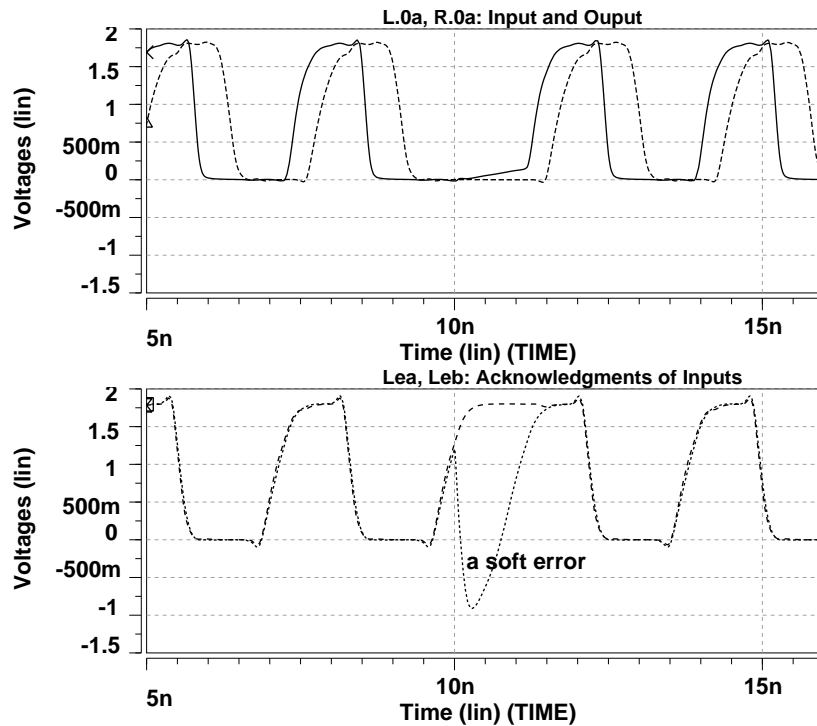 L.0a, R.0a: Input and Ouput
Voltages (lin)
2
1.5
1
500m
0
-500m
-1
-1.5
5n
10n
15n
Time (lin) (TIME)
Lea, Leb: Acknowledgments of Inputs
Voltages (lin)
2
1.5
1
500m
0
-500m
-1
-1.5
a soft error
5n
10n
15n
Time (lin) (TIME)